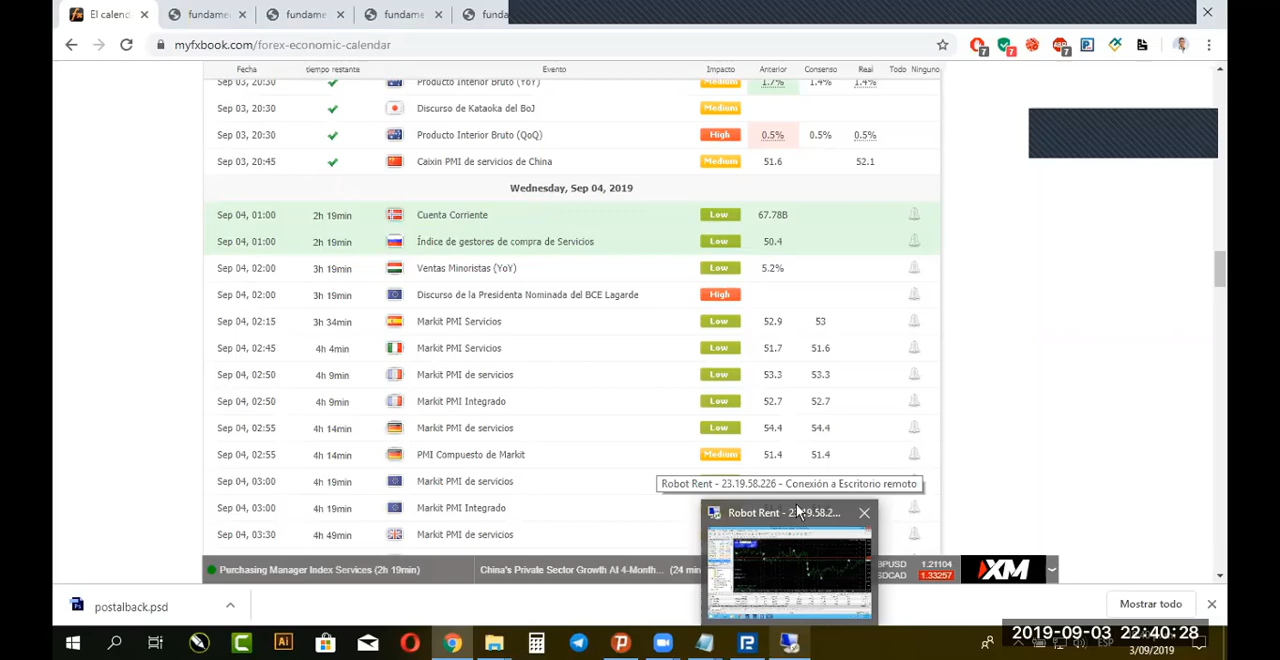 El calend
fundame
fundame
fundame
funda
myfxbook.com/forex-economic-calendar
7
7
7
Fecha tiempo restante Evento Impacto Anterior Consenso Real Todo Ninguno
Sep 03, 20:30 Producto Interior Bruto (YoY) Medium 1.7% 1.4% 1.4%
Sep 03, 20:30 Discurso de Kataoka del BoJ Medium
Sep 03, 20:30 Producto Interior Bruto (QoQ) High 0.5% 0.5% 0.5%
Sep 03, 20:45 Caixin PMI de servicios de China Medium 51.6 52.1
Wednesday, Sep 04, 2019
Sep 04, 01:00 2h 19min Cuenta Corriente Low 67.78B
Sep 04, 01:00 2h 19min Índice de gestores de compra de Servicios Low 50.4
Sep 04, 02:00 3h 19min Ventas Minoristas (YoY) Low 5.2%
Sep 04, 02:00 3h 19min Discurso de la Presidenta Nominada del BCE Lagarde High
Sep 04, 02:15 3h 34min Markit PMI Servicios Low 52.9 53
Sep 04, 02:45 4h 4min Markit PMI Servicios Low 51.7 51.6
Sep 04, 02:50 4h 9min Markit PMI de servicios Low 53.3 53.3
Sep 04, 02:50 4h 9min Markit PMI Integrado Low 52.7 52.7
Sep 04, 02:55 4h 14min Markit PMI de servicios Low 54.4 54.4
Sep 04, 02:55 4h 14min PMI Compuesto de Markit Medium 51.4 51.4
Sep 04, 03:00 4h 19min Markit PMI de servicios
Robot Rent - 23.19.58.226 - Conexión a Escritorio remoto
Sep 04, 03:00 4h 19min Markit PMI Integrado
Robot Rent - 23.19.58.2...
Sep 04, 03:30 4h 49min Markit PMI de servicios
Purchasing Manager Index Services (2h 19min) China's Private Sector Growth At 4-Month... (24 min
BPUSD 1.21104
SDCAD 1.33257
XM
postalback.psd
Mostrar todo
ESP
2019-09-03 22:40:28
3/09/2019